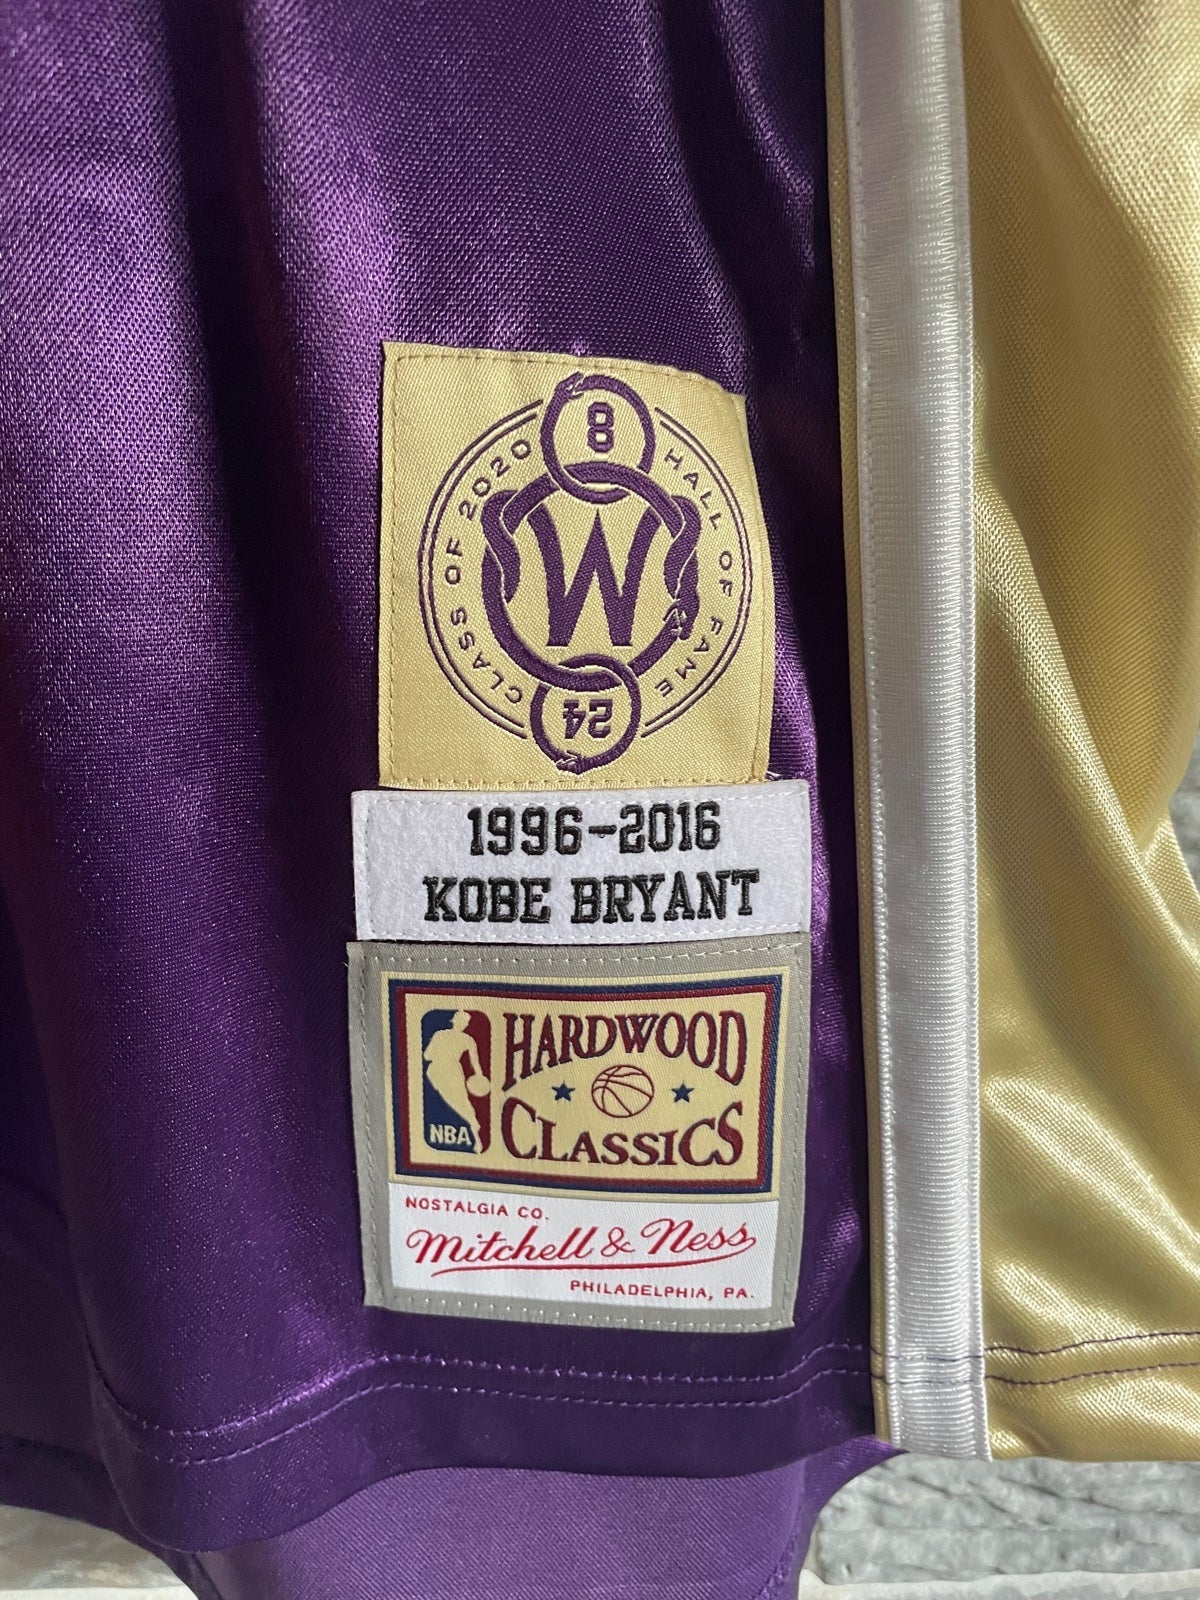 8
CLASS OF 2020
HALL OF FAME
W
24
1996-2016
KOBE BRYANT
HARDWOOD
CLASSICS
NBA
NOSTALGIA CO.
Mitchell & Ness
PHILADELPHIA, PA.